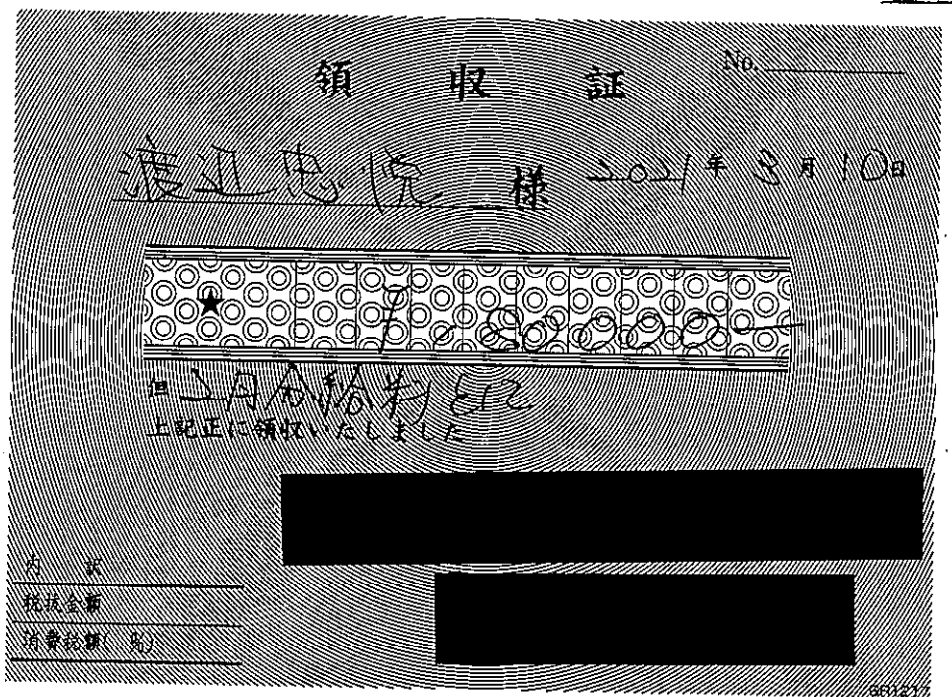 領 収 証 No.
渡辺忠悦 様 2021年3月10日
★
但 2月分給料として
上記正に領収いたしました
内 訳
税抜金額
消費税額( %)